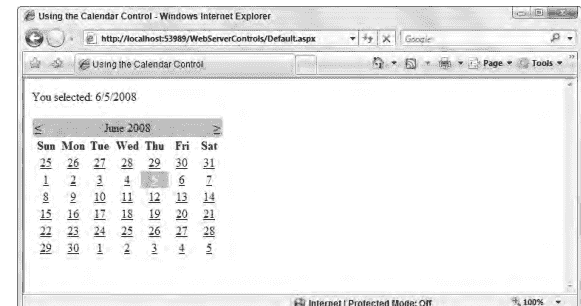 Using the Calendar Control - Windows Internet Explorer
http://localhost:53989/WebServerControls/Default.aspx Google
Using the Calendar Control Page Tools »
You selected: 6/5/2008
< June 2008 >
Sun Mon Tue Wed Thu Fri Sat
25 26 27 28 29 30 31
1 2 3 4 5 6 7
8 9 10 11 12 13 14
15 16 17 18 19 20 21
22 23 24 25 26 27 28
29 30 1 2 3 4 5
Internet | Protected Mode: Off 100%